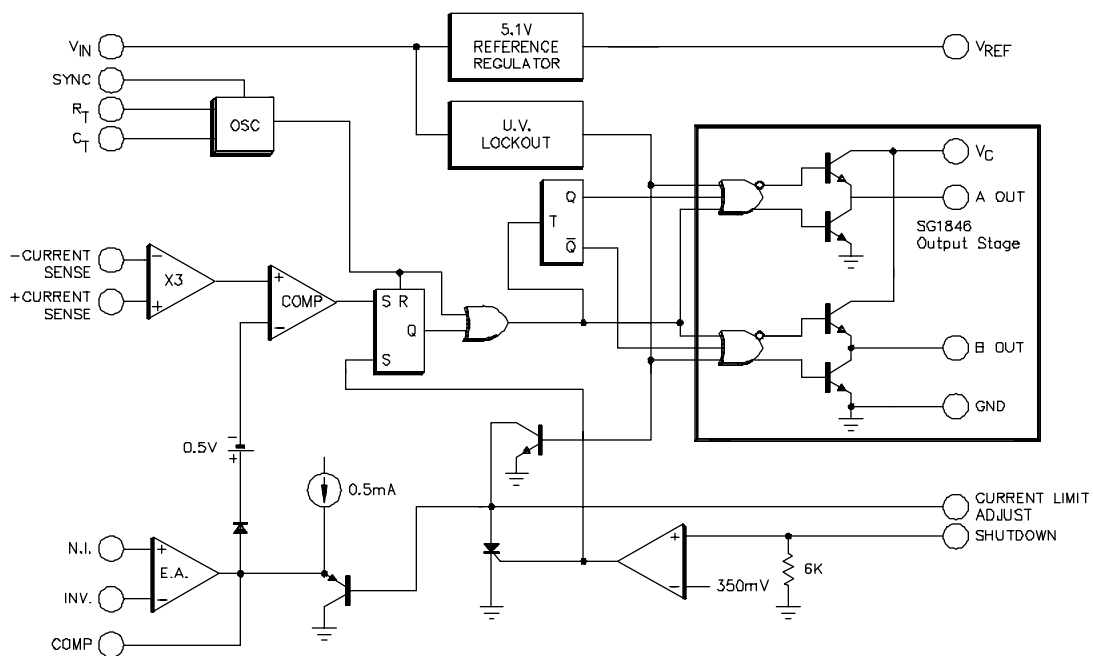 5.1V
REFERENCE
REGULATOR
VIN
VREF
SYNC
RT
CT
OSC
U.V.
LOCKOUT
VC
A OUT
SG1846
Output Stage
Q
T
Q̅
−CURRENT
SENSE
+CURRENT
SENSE
−
X3
+
+
COMP
−
S R
Q
S
B OUT
GND
−
0.5V
+
0.5mA
CURRENT LIMIT
ADJUST
SHUTDOWN
N.I.
+
E.A.
INV.
−
+
6K
−
350mV
COMP